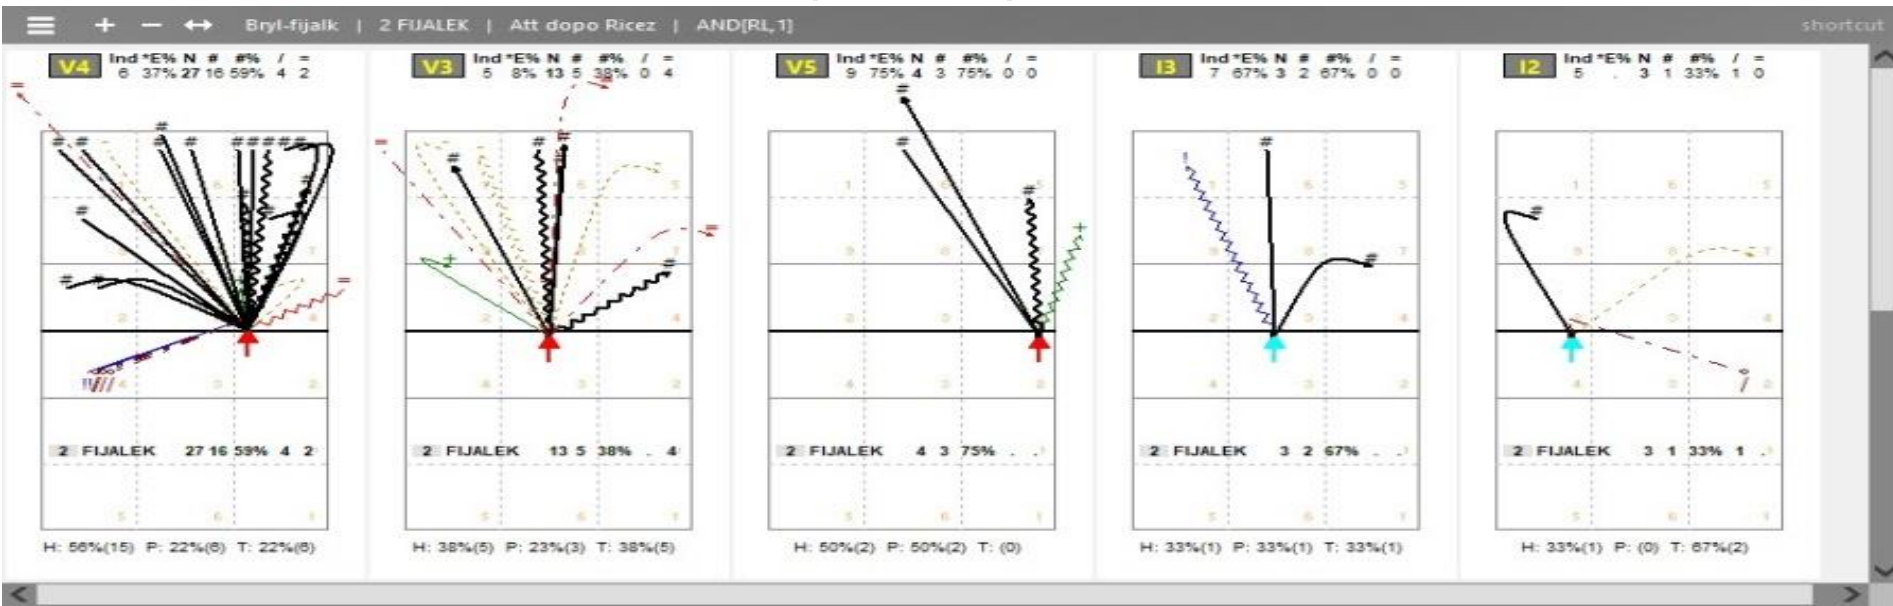 Bryl-fijalk | 2 FIJALEK | Att dopo Ricez | AND[RL,1] shortcut
V4 Ind *E% N # #% / =
6 37% 27 16 59% 4 2
V3 Ind *E% N # #% / =
5 8% 13 5 38% 0 4
V5 Ind *E% N # #% / =
9 75% 4 3 75% 0 0
I3 Ind *E% N # #% / =
7 67% 3 2 67% 0 0
I2 Ind *E% N # #% / =
5 . 3 1 33% 1 0
2 FIJALEK 27 16 59% 4 2
2 FIJALEK 13 5 38% . 4
2 FIJALEK 4 3 75% . .
2 FIJALEK 3 2 67% . .
2 FIJALEK 3 1 33% 1 .
H: 56%(15) P: 22%(6) T: 22%(6)
H: 38%(5) P: 23%(3) T: 38%(5)
H: 50%(2) P: 50%(2) T: (0)
H: 33%(1) P: 33%(1) T: 33%(1)
H: 33%(1) P: (0) T: 67%(2)